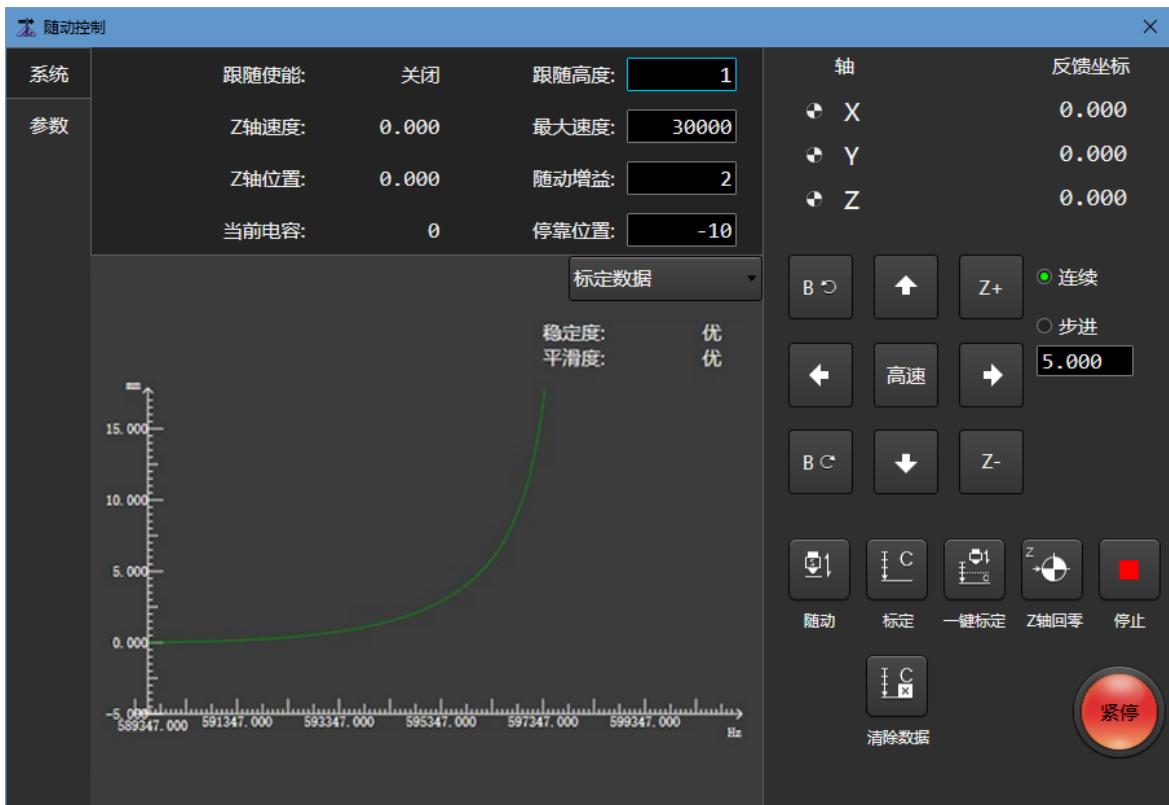 随动控制
系统
参数
跟随使能: 关闭 跟随高度: 1
Z轴速度: 0.000 最大速度: 30000
Z轴位置: 0.000 随动增益: 2
当前电容: 0 停靠位置: -10
标定数据
稳定度: 优
平滑度: 优
mm
15.000
10.000
5.000
0.000
-5.000
589347.000 591347.000 593347.000 595347.000 597347.000 599347.000
Hz
轴 反馈坐标
X 0.000
Y 0.000
Z 0.000
B Z+
连续
步进
高速
5.000
B Z-
S C C Z
随动 标定 一键标定 Z轴回零 停止
C
清除数据
紧停